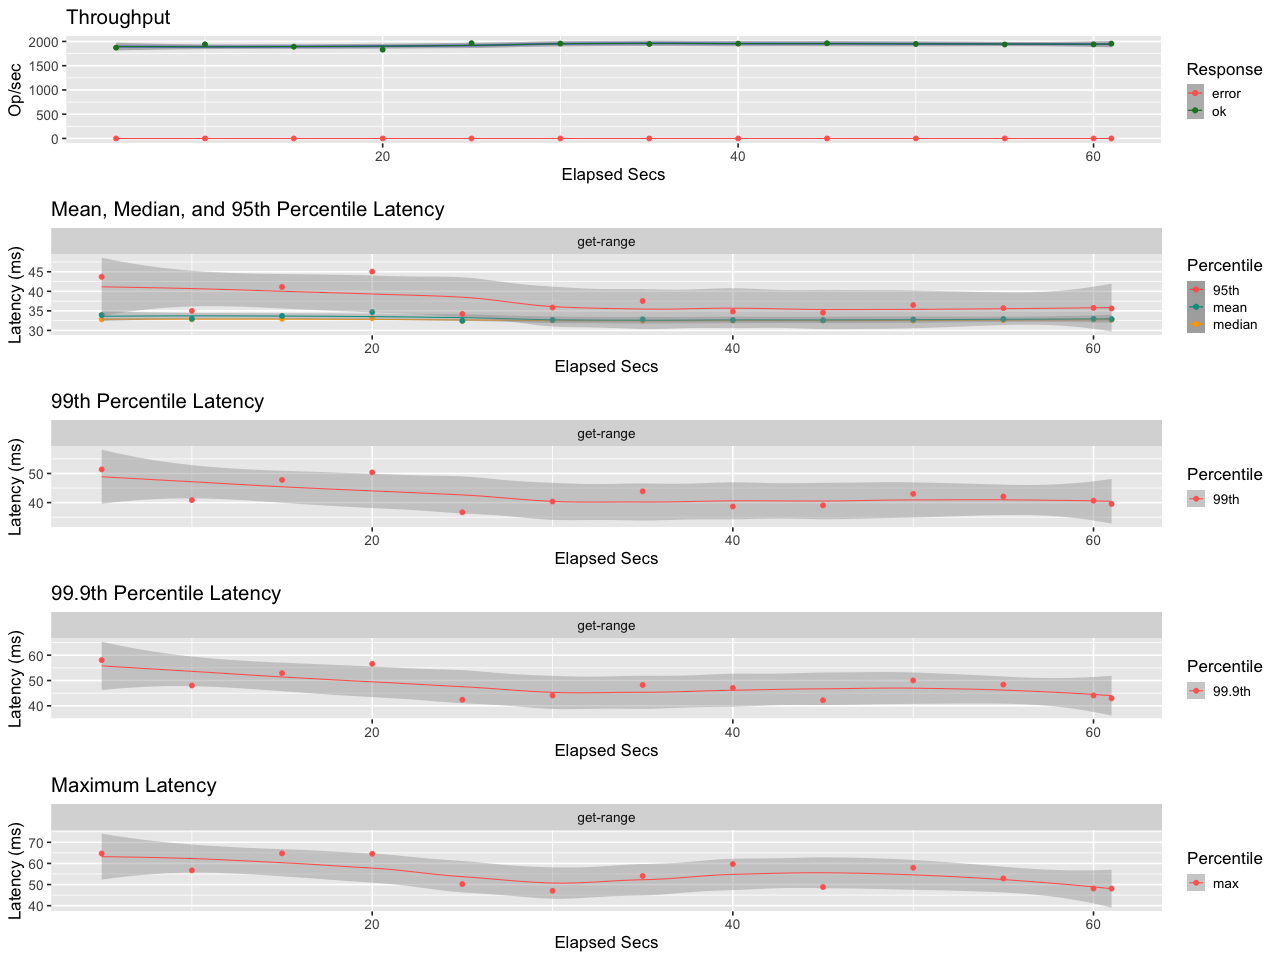 Throughput
Op/sec
2000
1500
1000
500
0
20 40 60
Elapsed Secs
Response
error
ok
Mean, Median, and 95th Percentile Latency
get-range
Latency (ms)
45
40
35
30
20 40 60
Elapsed Secs
Percentile
95th
mean
median
99th Percentile Latency
get-range
Latency (ms)
50
40
20 40 60
Elapsed Secs
Percentile
99th
99.9th Percentile Latency
get-range
Latency (ms)
60
50
40
20 40 60
Elapsed Secs
Percentile
99.9th
Maximum Latency
get-range
Latency (ms)
70
60
50
40
20 40 60
Elapsed Secs
Percentile
max